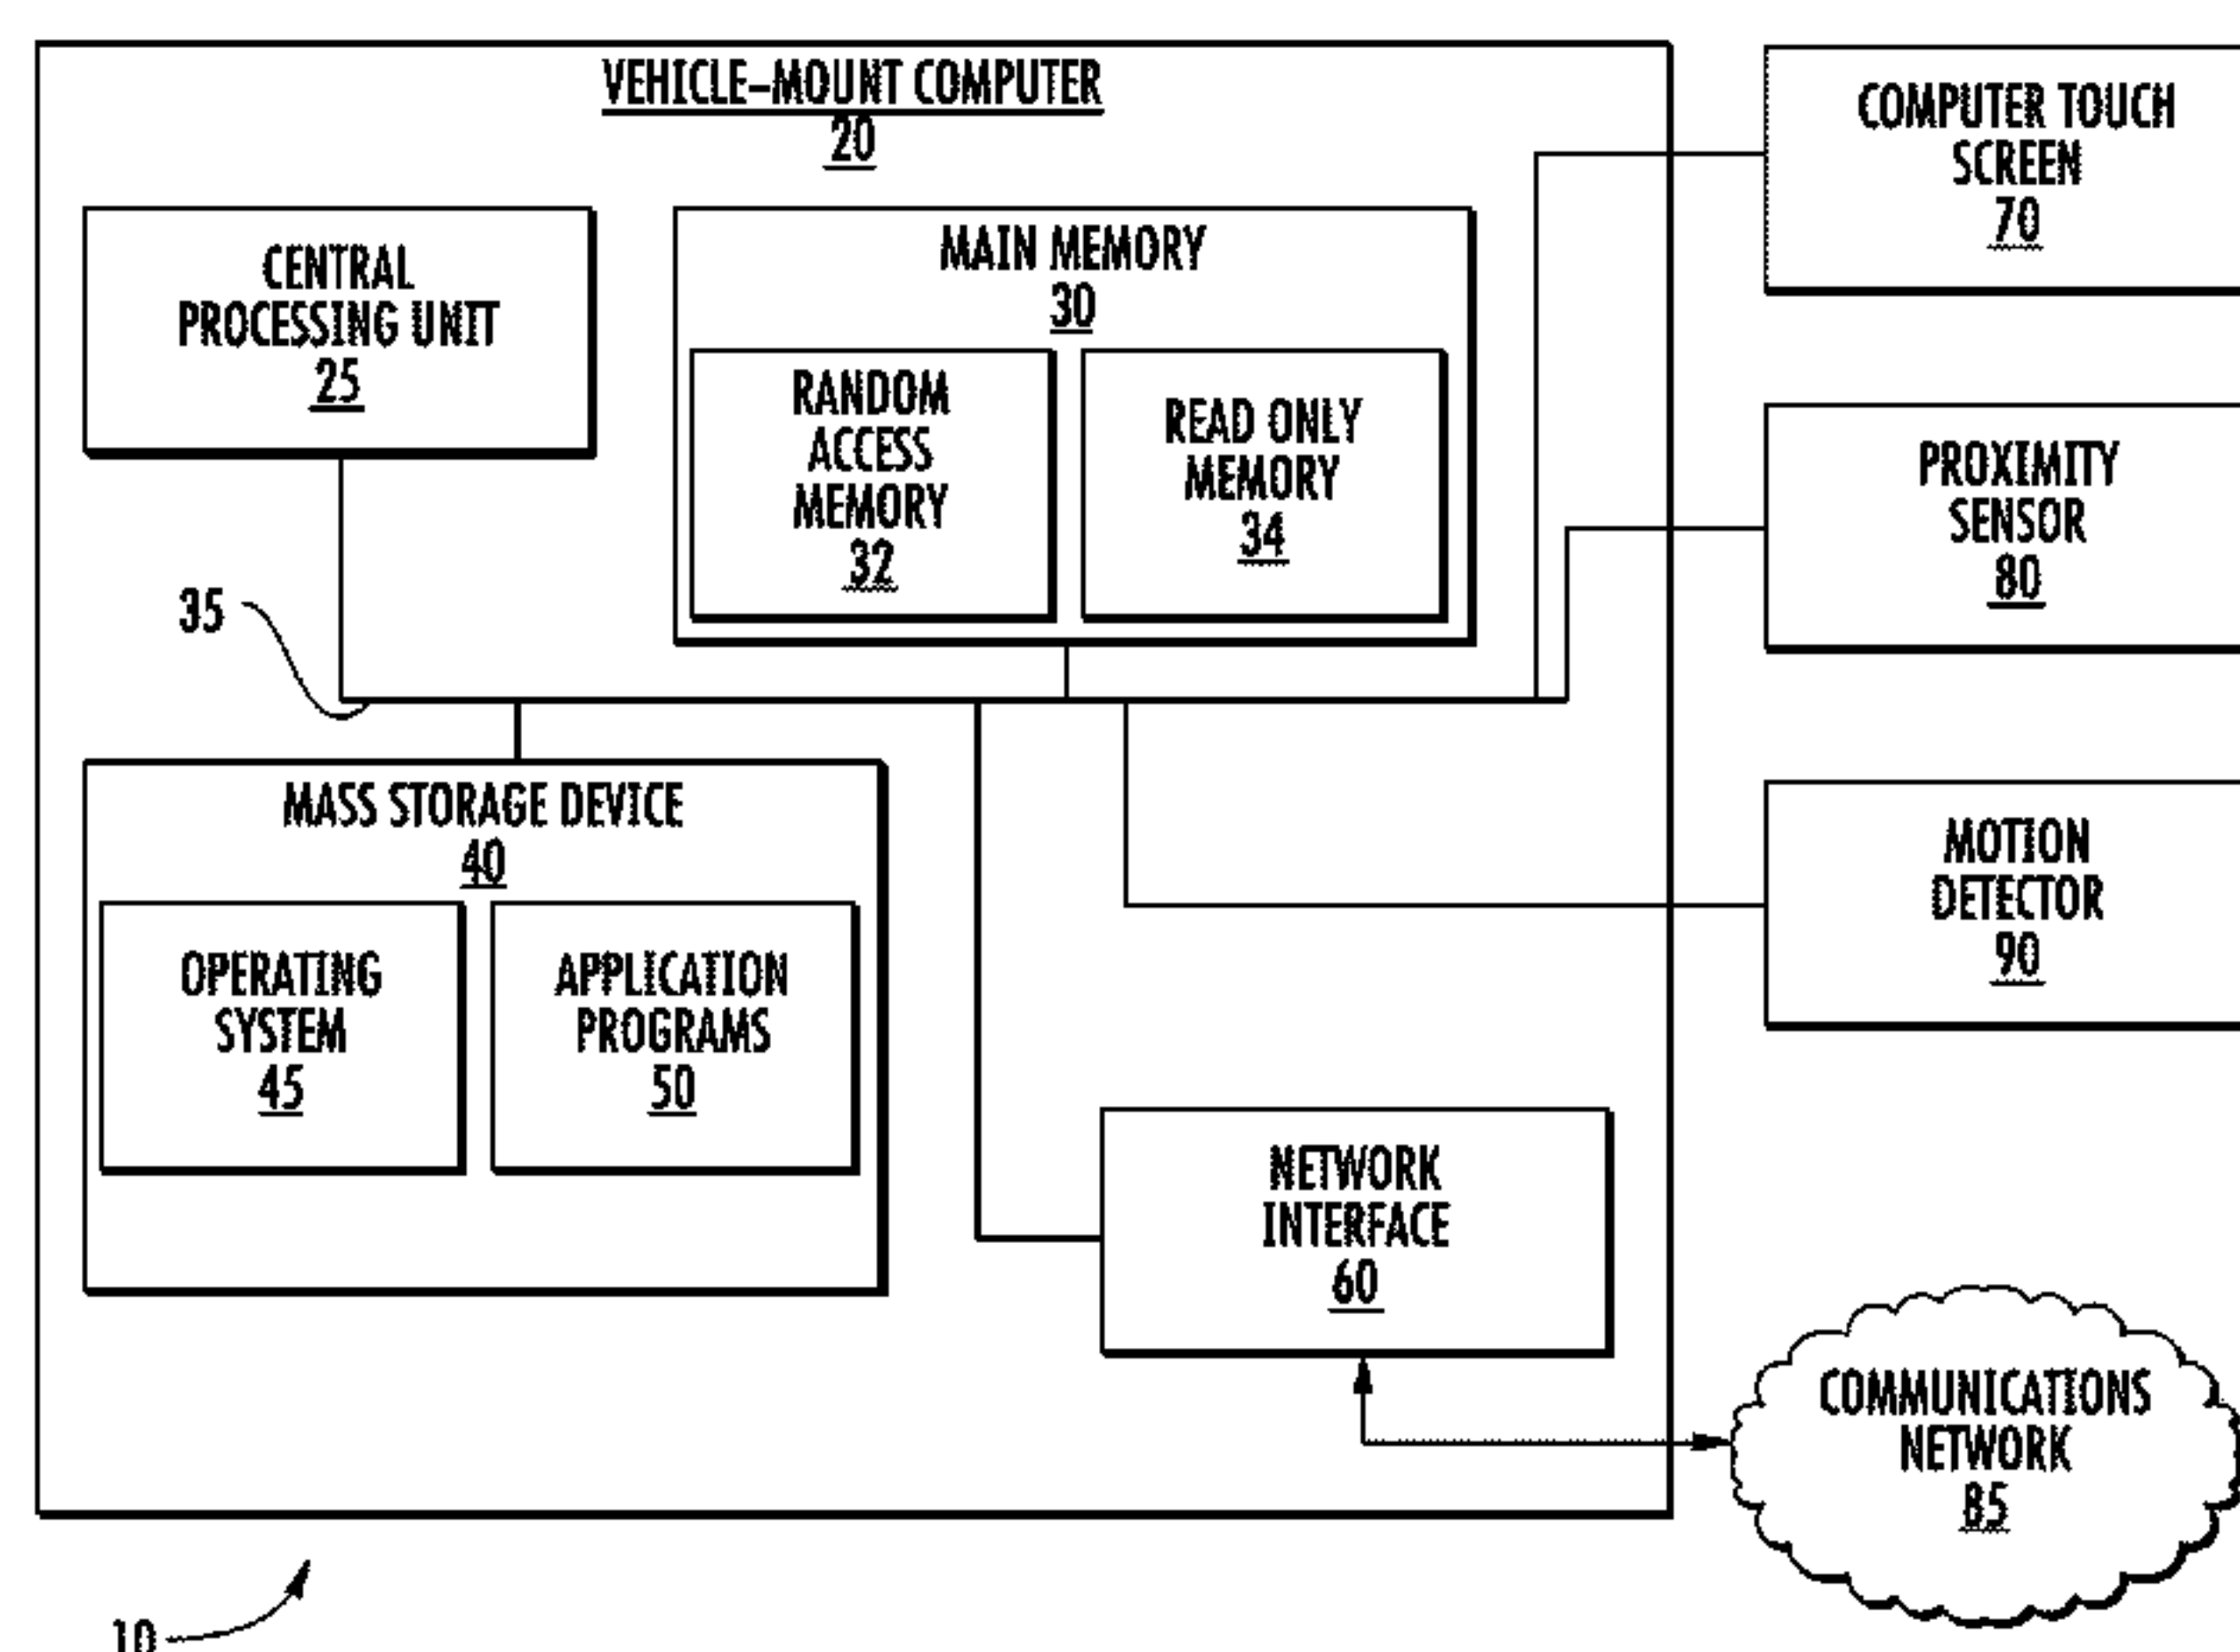 VEHICLE-MOUNT COMPUTER
20
CENTRAL
PROCESSING UNIT
25
MAIN MEMORY
30
RANDOM
ACCESS
MEMORY
32
READ ONLY
MEMORY
34
35
MASS STORAGE DEVICE
40
OPERATING
SYSTEM
45
APPLICATION
PROGRAMS
50
NETWORK
INTERFACE
60
COMPUTER TOUCH
SCREEN
70
PROXIMITY
SENSOR
80
MOTION
DETECTOR
90
COMMUNICATIONS
NETWORK
85
10